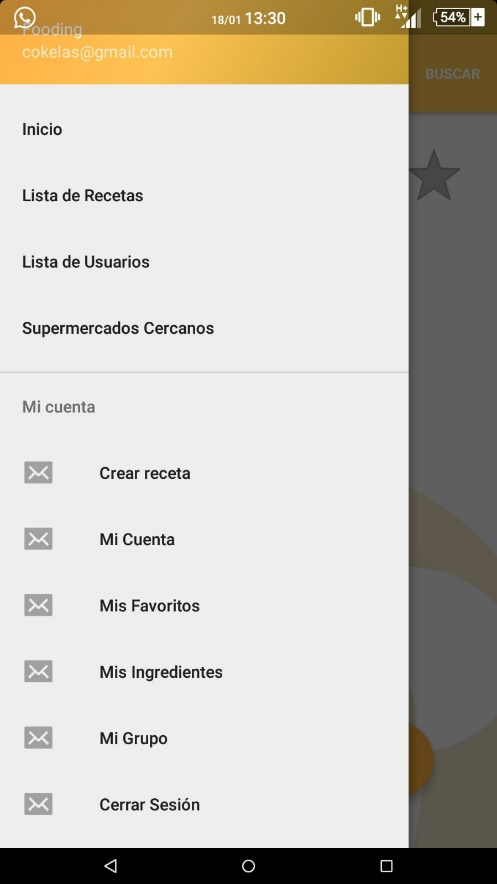 18/01 13:30
H+
54%
Fooding
cokelas@gmail.com
BUSCAR
Inicio
Lista de Recetas
Lista de Usuarios
Supermercados Cercanos
Mi cuenta
Crear receta
Mi Cuenta
Mis Favoritos
Mis Ingredientes
Mi Grupo
Cerrar Sesión